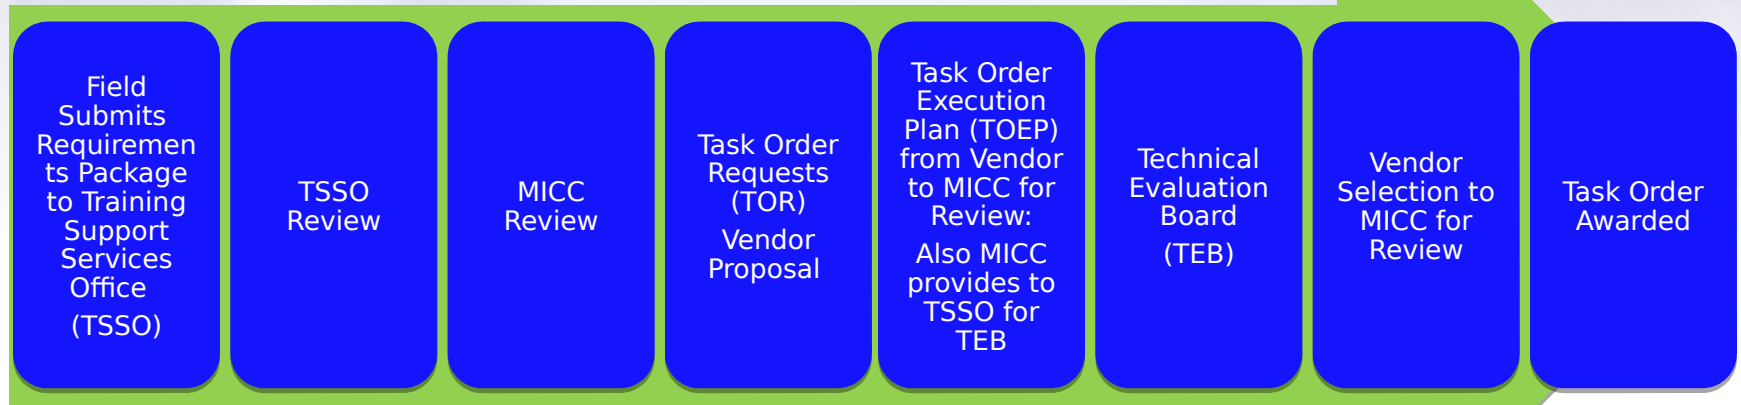 Field
Submits
Requiremen
ts Package
to Training
Support
Services
Office
(TSSO)
TSSO
Review
MICC
Review
Task Order
Requests
(TOR)
Vendor
Proposal
Task Order
Execution
Plan (TOEP)
from Vendor
to MICC for
Review:
Also MICC
provides to
TSSO for
TEB
Technical
Evaluation
Board
(TEB)
Vendor
Selection to
MICC for
Review
Task Order
Awarded